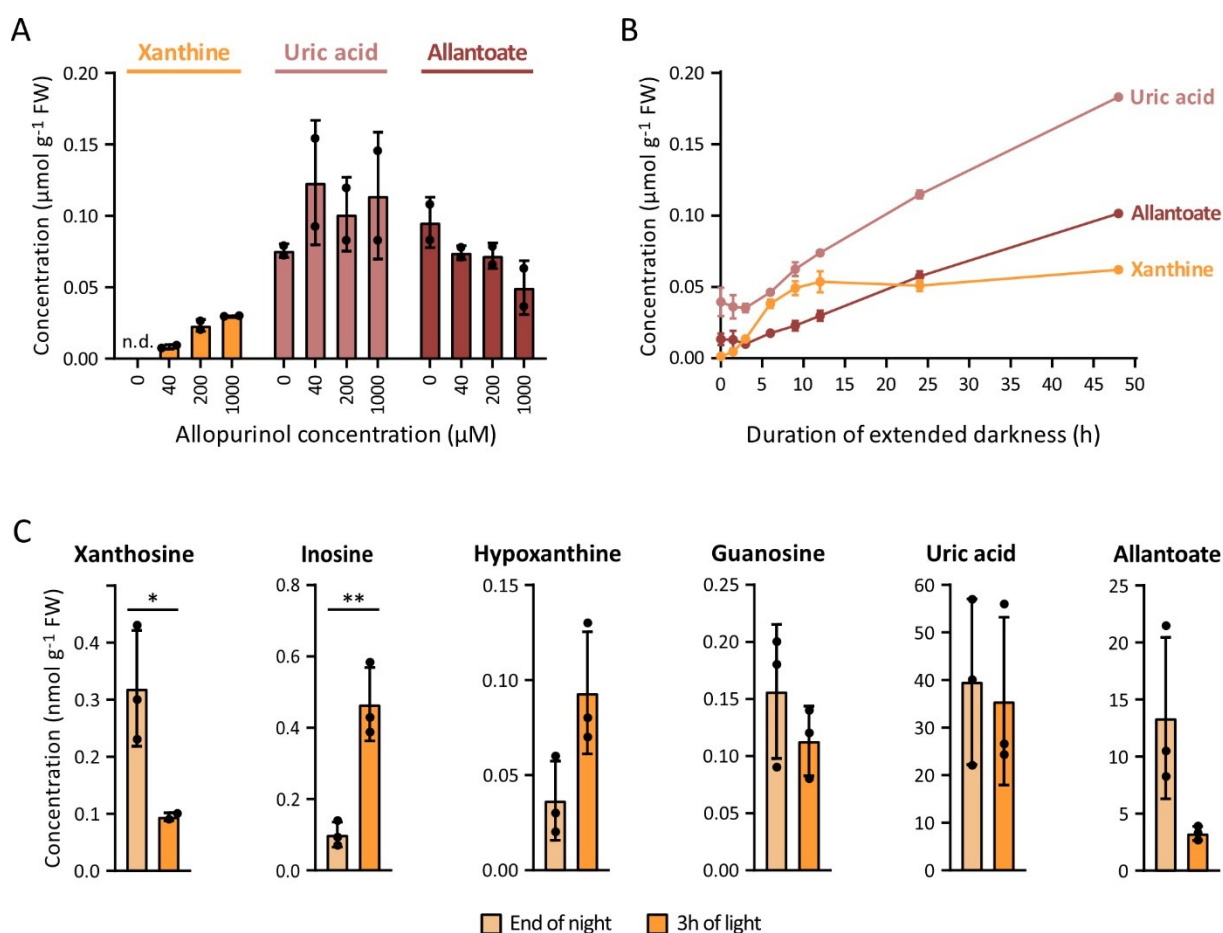 A
Xanthine Uric acid Allantoate
Concentration (µmol g⁻¹ FW)
0.20
0.15
0.10
0.05
0.00
n.d.
0 40 200 1000 0 40 200 1000 0 40 200 1000
Allopurinol concentration (µM)
B
Concentration (µmol g⁻¹ FW)
0.20
0.15
0.10
0.05
0.00
Uric acid
Allantoate
Xanthine
0 5 10 15 20 25 30 35 40 45 50
Duration of extended darkness (h)
C
Concentration (nmol g⁻¹ FW)
Xanthosine
*
0.4
0.3
0.2
0.1
0.0
Inosine
**
0.8
0.6
0.4
0.2
0.0
Hypoxanthine
0.15
0.10
0.05
0.00
Guanosine
0.25
0.20
0.15
0.10
0.05
0.00
Uric acid
60
50
40
30
20
10
0
Allantoate
25
20
15
10
5
0
End of night 3h of light